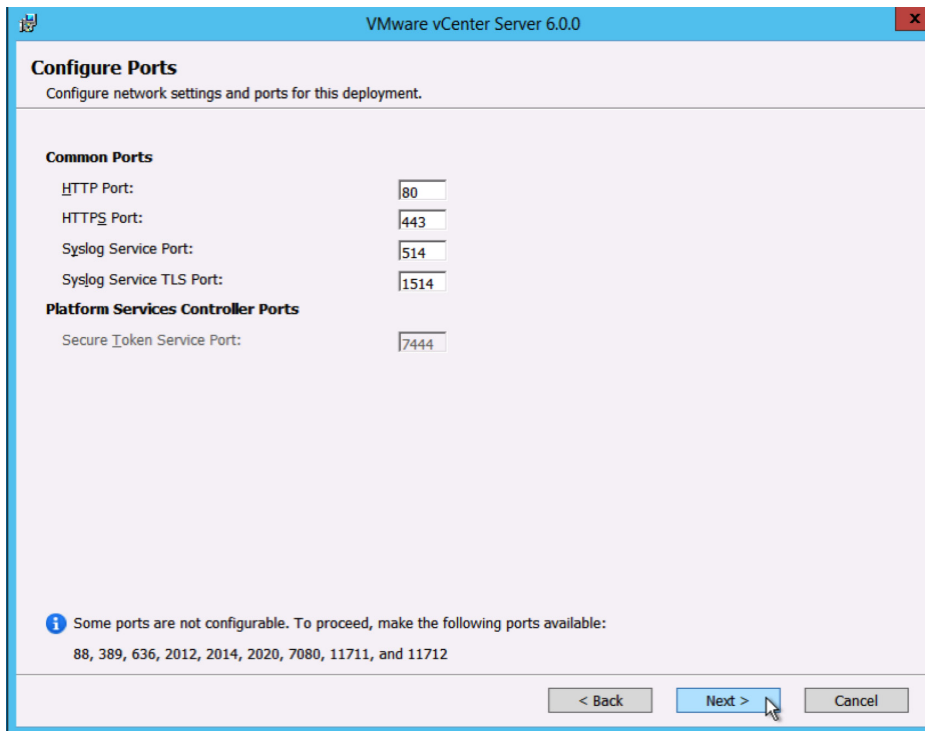 VMware vCenter Server 6.0.0
x
Configure Ports
Configure network settings and ports for this deployment.
Common Ports
HTTP Port: 80
HTTPS Port: 443
Syslog Service Port: 514
Syslog Service TLS Port: 1514
Platform Services Controller Ports
Secure Token Service Port: 7444
Some ports are not configurable. To proceed, make the following ports available:
88, 389, 636, 2012, 2014, 2020, 7080, 11711, and 11712
< Back Next > Cancel